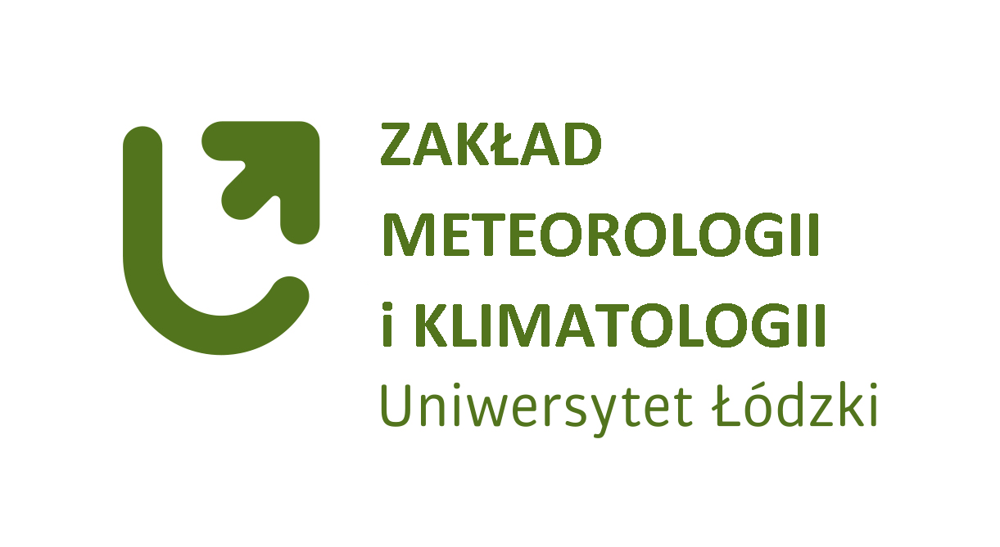 ZAKŁAD
METEOROLOGII
i KLIMATOLOGII
Uniwersytet Łódzki